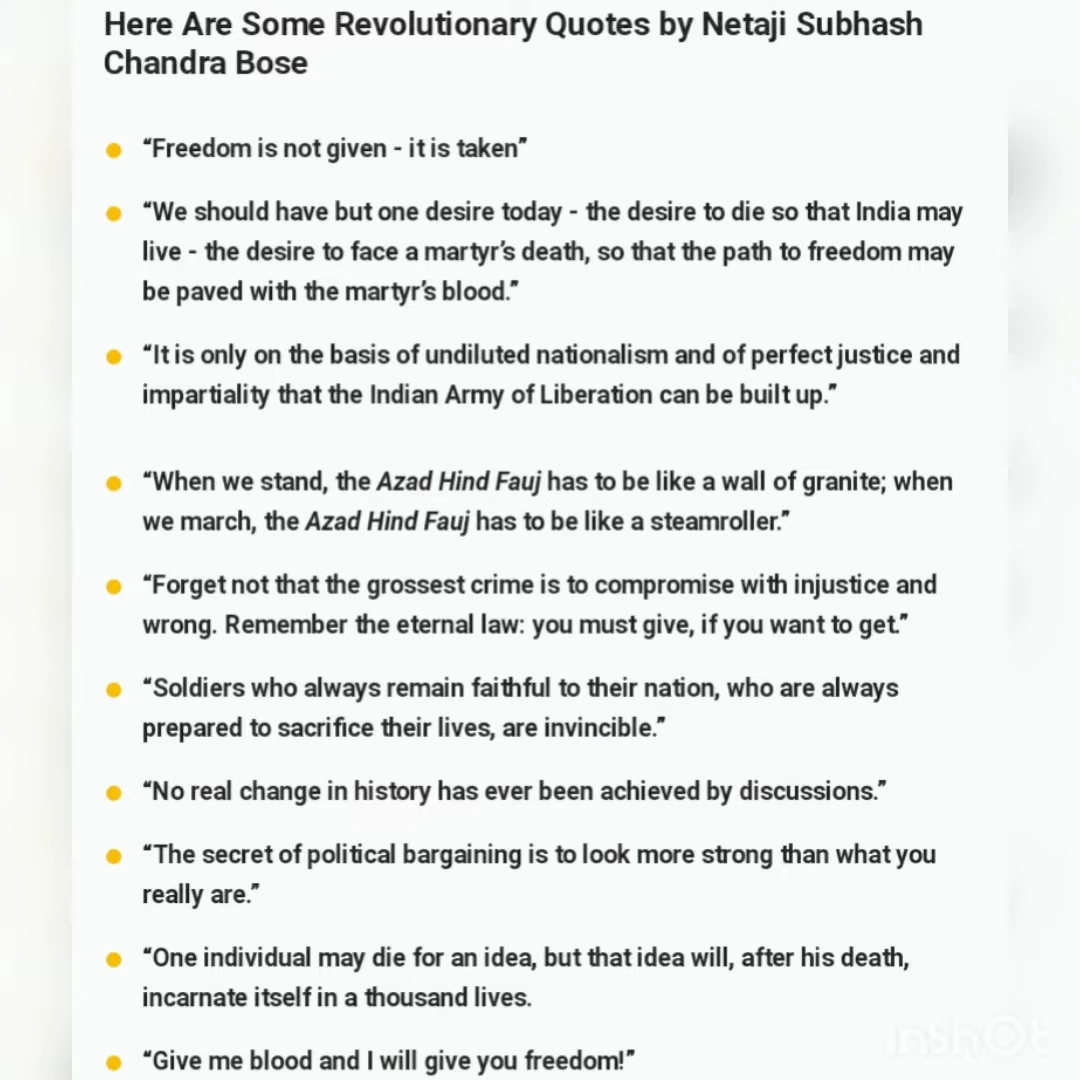 Here Are Some Revolutionary Quotes by Netaji Subhash
Chandra Bose
“Freedom is not given - it is taken”
“We should have but one desire today - the desire to die so that India may
live - the desire to face a martyr’s death, so that the path to freedom may
be paved with the martyr’s blood.”
“It is only on the basis of undiluted nationalism and of perfect justice and
impartiality that the Indian Army of Liberation can be built up.”
“When we stand, the Azad Hind Fauj has to be like a wall of granite; when
we march, the Azad Hind Fauj has to be like a steamroller.”
“Forget not that the grossest crime is to compromise with injustice and
wrong. Remember the eternal law: you must give, if you want to get.”
“Soldiers who always remain faithful to their nation, who are always
prepared to sacrifice their lives, are invincible.”
“No real change in history has ever been achieved by discussions.”
“The secret of political bargaining is to look more strong than what you
really are.”
“One individual may die for an idea, but that idea will, after his death,
incarnate itself in a thousand lives.
“Give me blood and I will give you freedom!”
InShOt